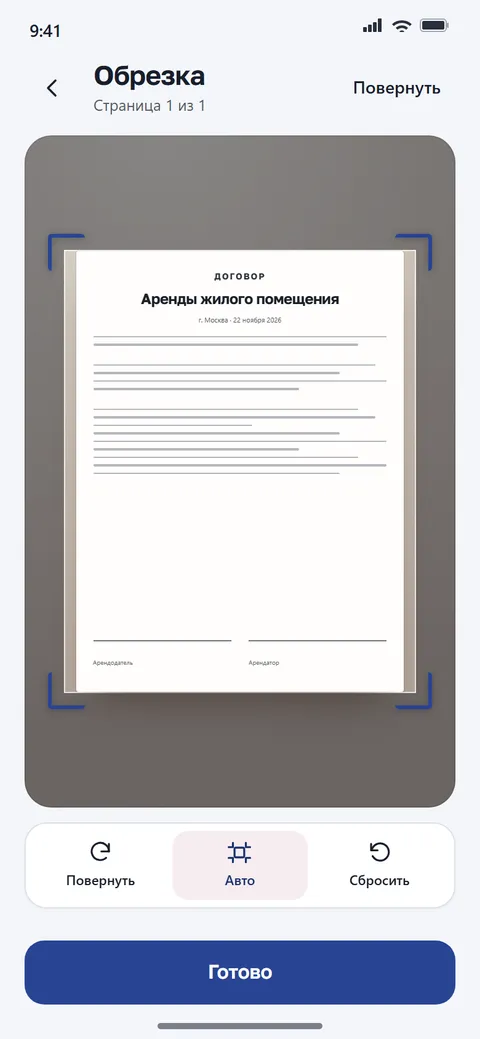 9:41
Обрезка
Страница 1 из 1
Повернуть
ДОГОВОР
Аренды жилого помещения
г. Москва · 22 ноября 2026
Арендодатель
Арендатор
Повернуть
Авто
Сбросить
Готово